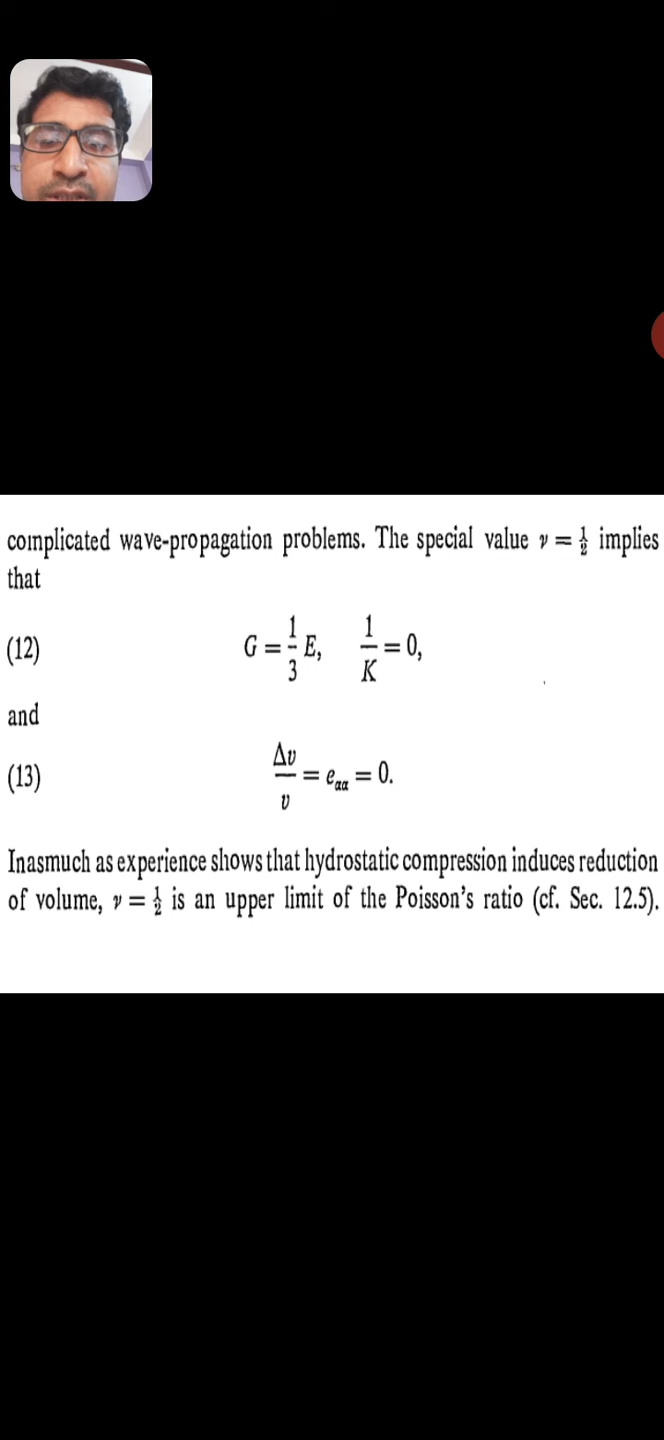 complicated wave-propagation problems. The special value ν = ½ implies
that
(12) G = 1/3 E, 1/K = 0,
and
(13) Δv/v = eαα = 0.
Inasmuch as experience shows that hydrostatic compression induces reduction
of volume, ν = ½ is an upper limit of the Poisson's ratio (cf. Sec. 12.5).